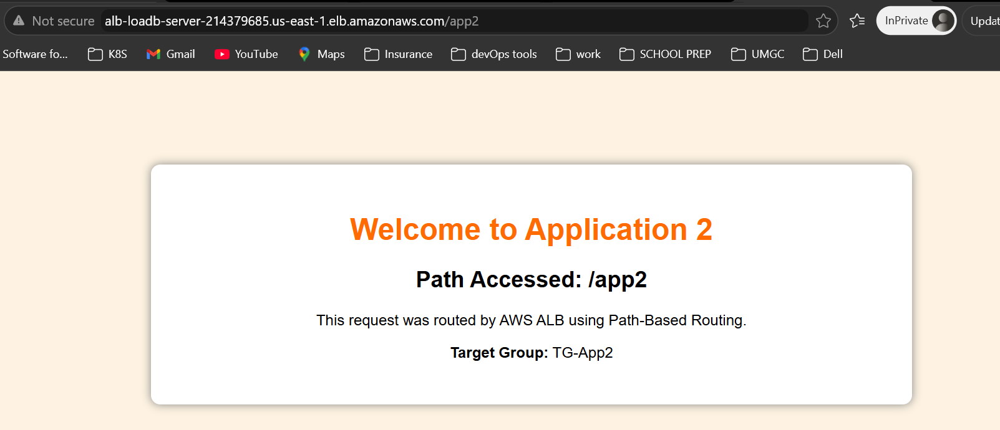 Not secure alb-loadb-server-214379685.us-east-1.elb.amazonaws.com/app2 InPrivate
Software fo... K8S Gmail YouTube Maps Insurance devOps tools work SCHOOL PREP UMGC Dell
Welcome to Application 2
Path Accessed: /app2
This request was routed by AWS ALB using Path-Based Routing.
Target Group: TG-App2